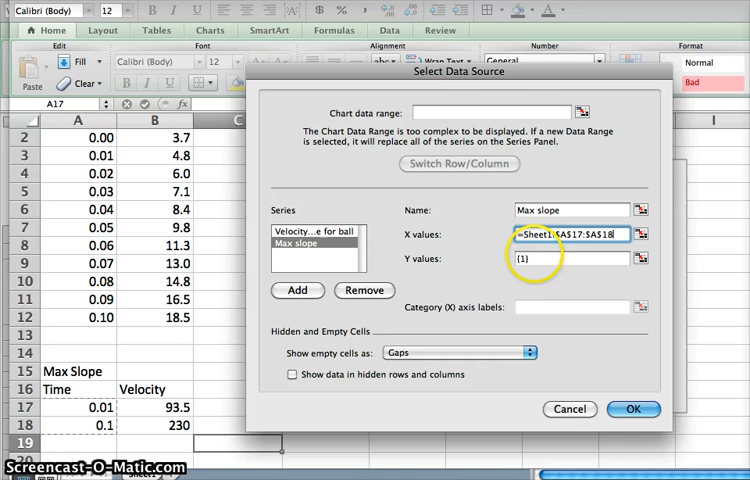 Calibri (Body) 12 A A B I U $ % ,
Home Layout Tables Charts SmartArt Formulas Data Review
Edit Font Alignment Number Format
Paste Fill Clear Calibri (Body) 12 B I U abc Wrap Text General Normal
Bad
A17 fx
A B C I
2 0.00 3.7
3 0.01 4.8
4 0.02 6.0
5 0.03 7.1
6 0.04 8.4
7 0.05 9.8
8 0.06 11.3
9 0.07 13.0
10 0.08 14.8
11 0.09 16.5
12 0.10 18.5
13
14
15 Max Slope
16 Time Velocity
17 0.01 93.5
18 0.1 230
19
20
Select Data Source
Chart data range:
The Chart Data Range is too complex to be displayed. If a new Data Range
is selected, it will replace all of the series on the Series Panel.
Switch Row/Column
Series
Velocity...e for ball
Max slope
Add Remove
Name: Max slope
X values: =Sheet1!$A$17:$A$18
Y values: {1}
Category (X) axis labels:
Hidden and Empty Cells
Show empty cells as: Gaps
Show data in hidden rows and columns
Cancel OK
Screencast-O-Matic.com
Sheet1